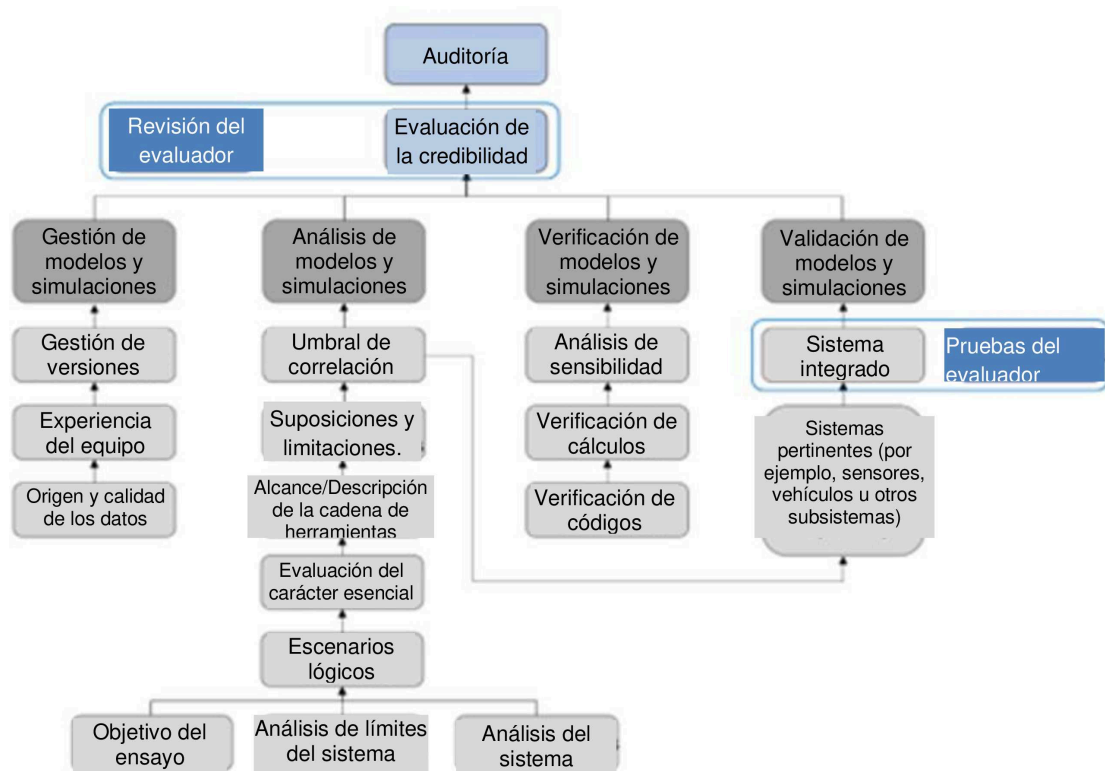 Auditoría
Revisión del
evaluador
Evaluación de
la credibilidad
Gestión de
modelos y
simulaciones
Análisis de
modelos y
simulaciones
Verificación de
modelos y
simulaciones
Validación de
modelos y
simulaciones
Gestión de
versiones
Umbral de
correlación
Análisis de
sensibilidad
Sistema
integrado
Pruebas del
evaluador
Experiencia
del equipo
Suposiciones y
limitaciones.
Verificación de
cálculos
Sistemas
pertinentes (por
ejemplo, sensores,
vehículos u otros
subsistemas)
Origen y calidad
de los datos
Alcance/Descripción
de la cadena de
herramientas
Verificación de
códigos
Evaluación del
carácter esencial
Escenarios
lógicos
Objetivo del
ensayo
Análisis de límites
del sistema
Análisis del
sistema